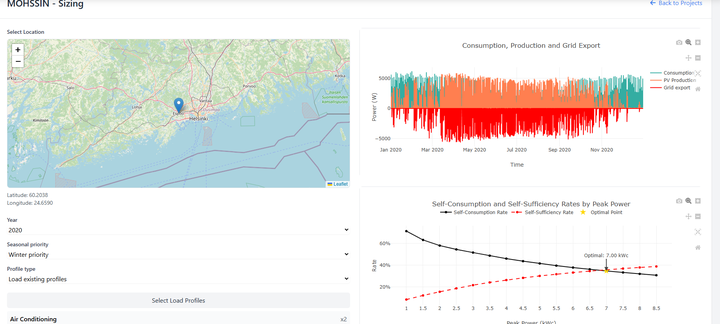 MOHSSIN - Sizing
← Back to Projects
Select Location
+
−
Helsinki
Porvoo
Kotka
Leaflet
Latitude: 60.2038
Longitude: 24.6590
Year
2020
Seasonal priority
Winter priority
Profile type
Load existing profiles
Select Load Profiles
Air Conditioning
x2
Consumption, Production and Grid Export
Consumption
PV Production
Grid export
Power (W)
5000
0
−5000
Jan 2020
Mar 2020
May 2020
Jul 2020
Sep 2020
Nov 2020
Time
Self-Consumption and Self-Sufficiency Rates by Peak Power
Self-Consumption Rate
Self-Sufficiency Rate
Optimal Point
Optimal: 7.00 kWc
Rate
60%
40%
20%
1 1.5 2 2.5 3 3.5 4 4.5 5 5.5 6 6.5 7 7.5 8 8.5
Peak Power (kWc)